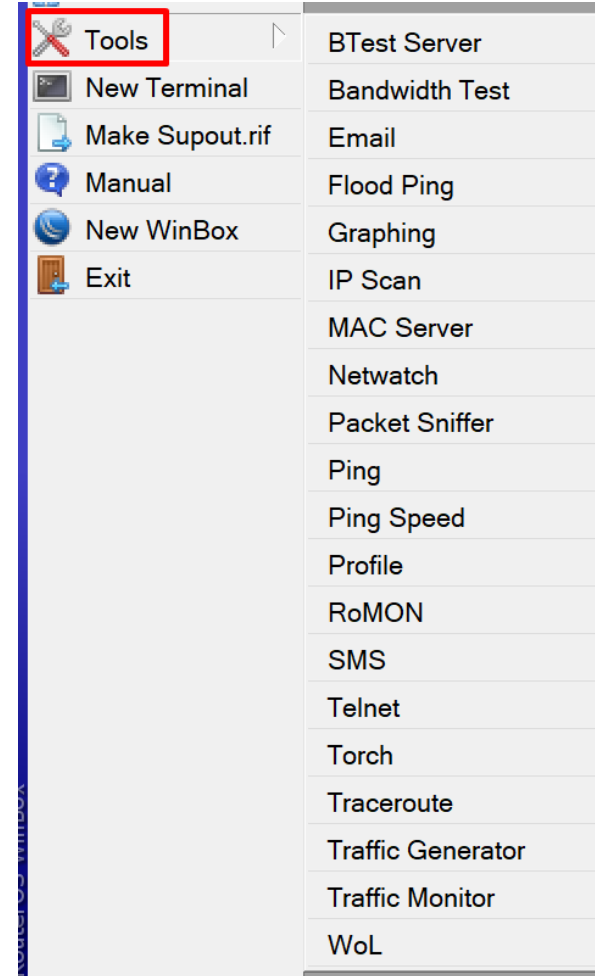 Tools
New Terminal
Make Supout.rif
Manual
New WinBox
Exit
BTest Server
Bandwidth Test
Email
Flood Ping
Graphing
IP Scan
MAC Server
Netwatch
Packet Sniffer
Ping
Ping Speed
Profile
RoMON
SMS
Telnet
Torch
Traceroute
Traffic Generator
Traffic Monitor
WoL
RouterOS WinBox